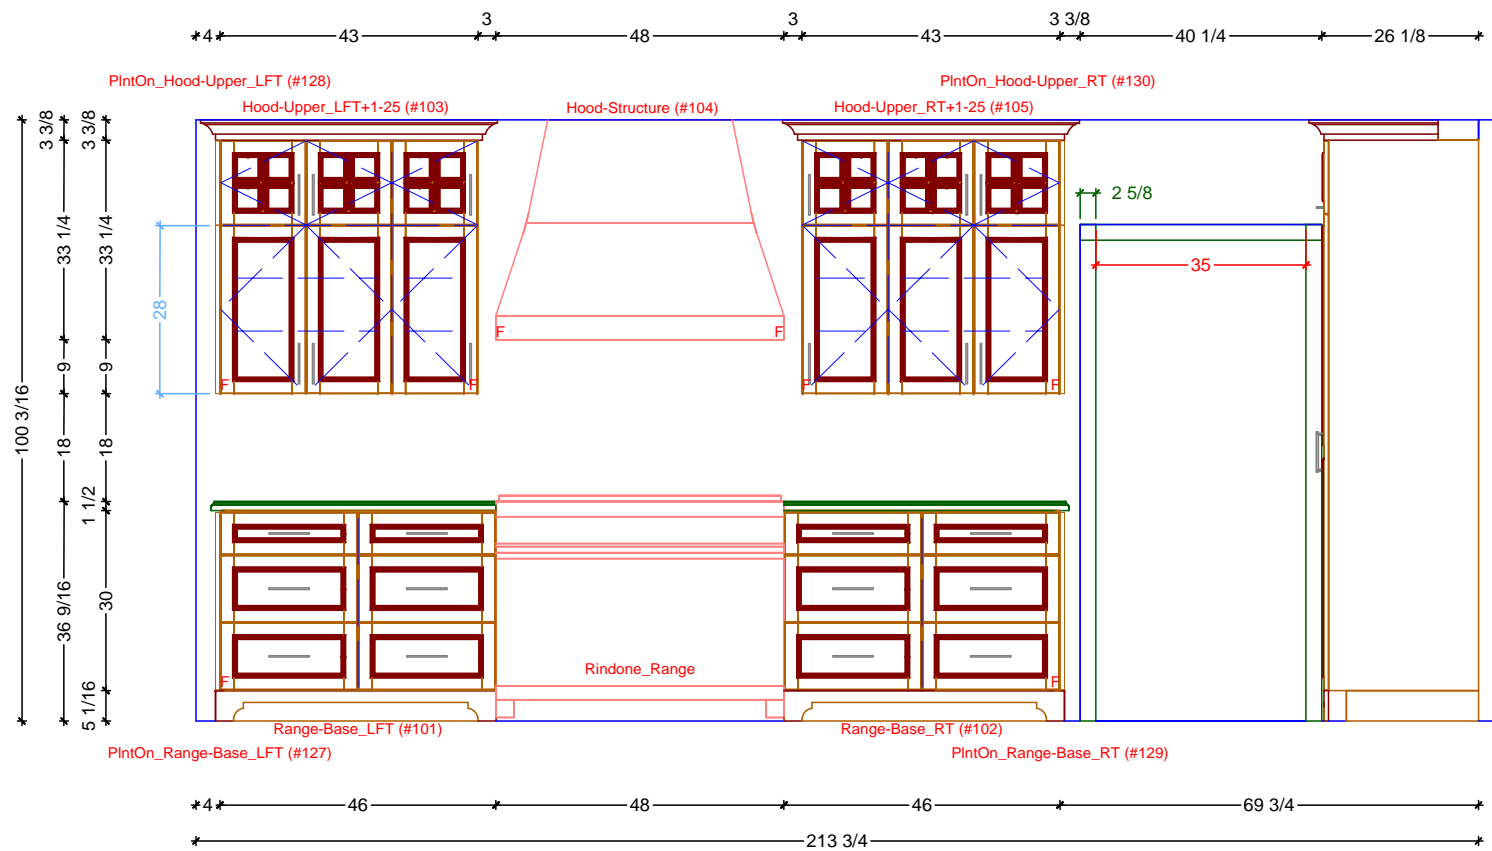 3 3 3 3/8
4 43 48 43 40 1/4 26 1/8
PlntOn_Hood-Upper_LFT (#128) PlntOn_Hood-Upper_RT (#130)
Hood-Upper_LFT+1-25 (#103) Hood-Structure (#104) Hood-Upper_RT+1-25 (#105)
3 3/8 3 3/8
2 5/8
33 1/4 33 1/4
35
28
F F
9 9
F F F F
100 3/16
18 18
1 1/2
36 9/16 30
Rindone_Range
F F
5 1/16
Range-Base_LFT (#101) Range-Base_RT (#102)
PlntOn_Range-Base_LFT (#127) PlntOn_Range-Base_RT (#129)
4 46 48 46 69 3/4
213 3/4